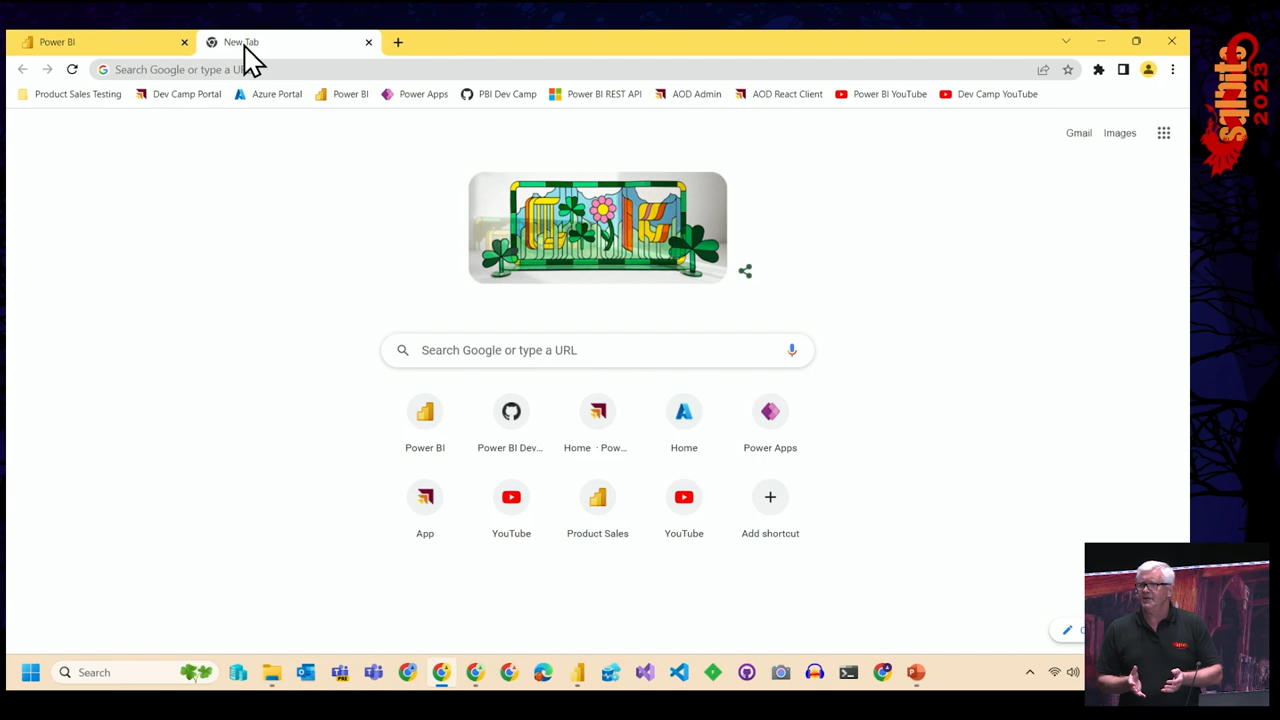 Power BI
New Tab
Search Google or type a U
Product Sales Testing
Dev Camp Portal
Azure Portal
Power BI
Power Apps
PBI Dev Camp
Power BI REST API
AOD Admin
AOD React Client
Power BI YouTube
Dev Camp YouTube
Gmail
Images
Search Google or type a URL
Power BI
Power BI Dev...
Home · Pow...
Home
Power Apps
App
YouTube
Product Sales
YouTube
Add shortcut
Search
sqlbits
2023